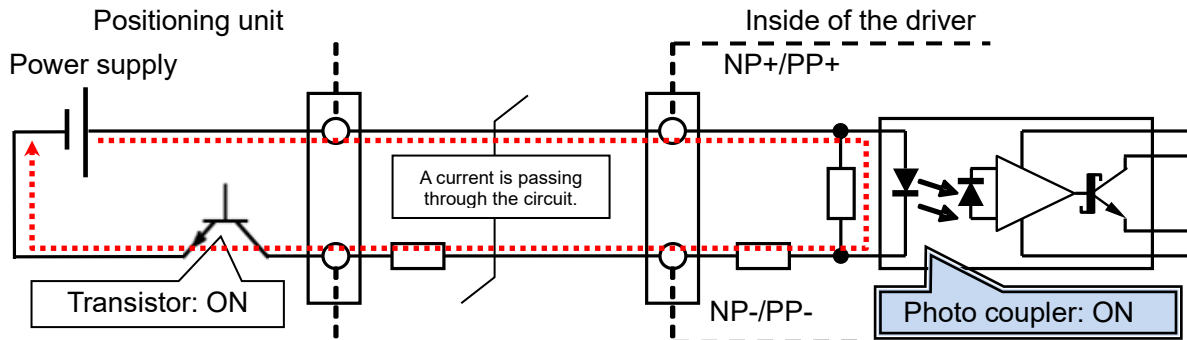 Positioning unit
Inside of the driver
Power supply
NP+/PP+
A current is passing
through the circuit.
Transistor: ON
NP-/PP-
Photo coupler: ON